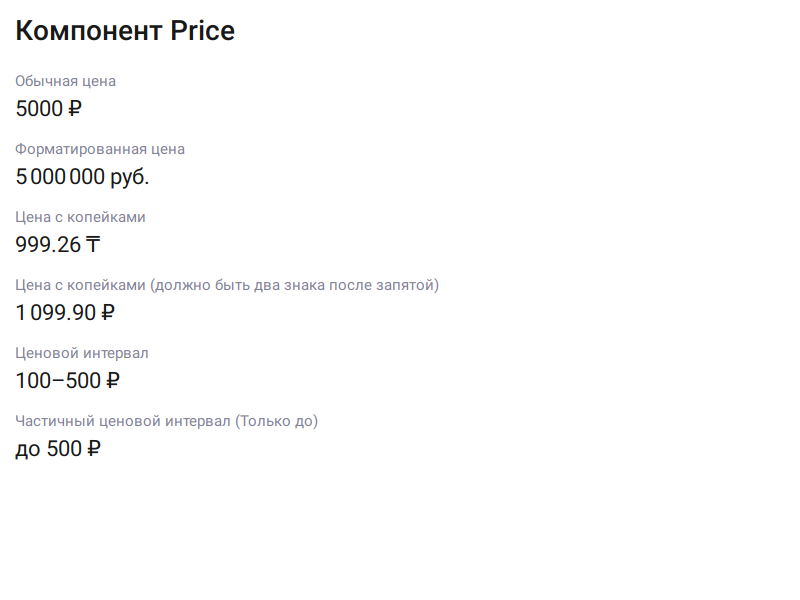 Компонент Price
Обычная цена
5000 ₽
Форматированная цена
5 000 000 руб.
Цена с копейками
999.26 ₸
Цена с копейками (должно быть два знака после запятой)
1 099.90 ₽
Ценовой интервал
100–500 ₽
Частичный ценовой интервал (Только до)
до 500 ₽